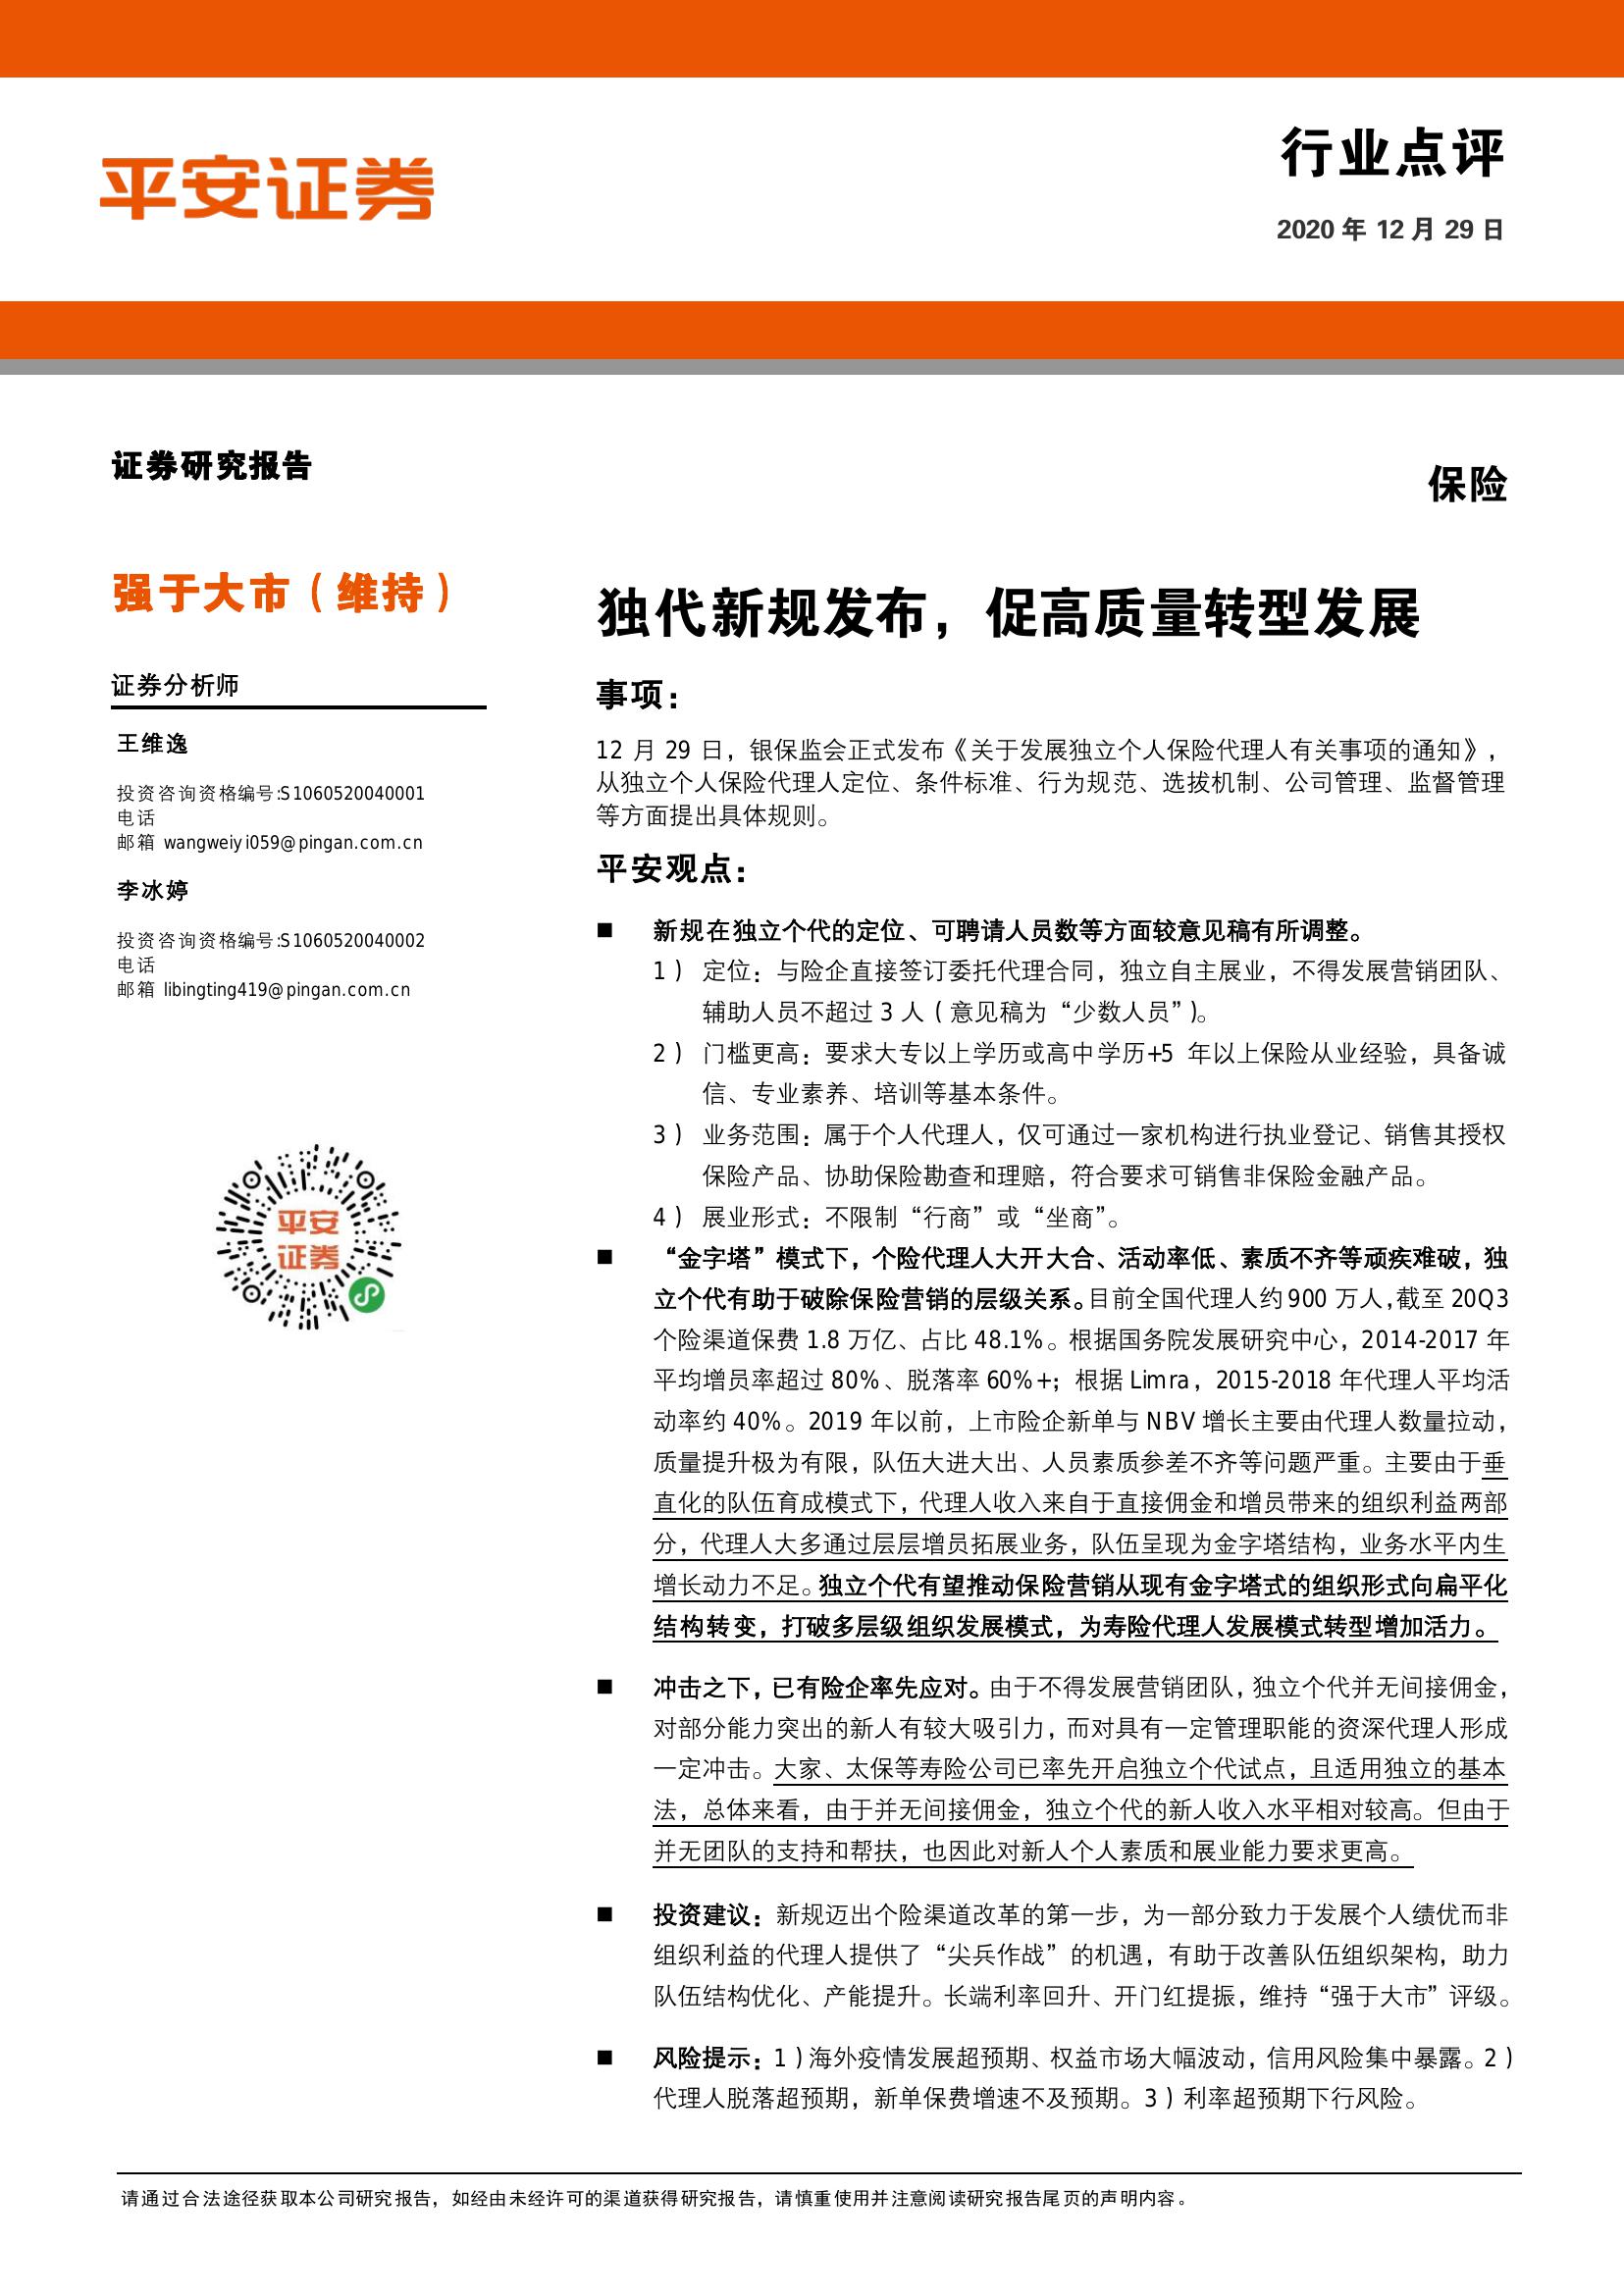 平安证券
行业点评
2020 年 12 月 29 日
证券研究报告
保险
强于大市（维持）
证券分析师
王维逸
投资咨询资格编号:S1060520040001
电话
邮箱 wangweiyi059@pingan.com.cn
李冰婷
投资咨询资格编号:S1060520040002
电话
邮箱 libingting419@pingan.com.cn
平安
证券
独代新规发布，促高质量转型发展
事项：
12 月 29 日，银保监会正式发布《关于发展独立个人保险代理人有关事项的通知》，
从独立个人保险代理人定位、条件标准、行为规范、选拔机制、公司管理、监督管理
等方面提出具体规则。
平安观点：
■ 新规在独立个代的定位、可聘请人员数等方面较意见稿有所调整。
1） 定位：与险企直接签订委托代理合同，独立自主展业，不得发展营销团队、
辅助人员不超过 3 人（意见稿为“少数人员”）。
2） 门槛更高：要求大专以上学历或高中学历+5 年以上保险从业经验，具备诚
信、专业素养、培训等基本条件。
3） 业务范围：属于个人代理人，仅可通过一家机构进行执业登记、销售其授权
保险产品、协助保险勘查和理赔，符合要求可销售非保险金融产品。
4） 展业形式：不限制“行商”或“坐商”。
■ “金字塔”模式下，个险代理人大开大合、活动率低、素质不齐等顽疾难破，独
立个代有助于破除保险营销的层级关系。目前全国代理人约 900 万人，截至 20Q3
个险渠道保费 1.8 万亿、占比 48.1%。根据国务院发展研究中心，2014-2017 年
平均增员率超过 80%、脱落率 60%+；根据 Limra，2015-2018 年代理人平均活
动率约 40%。2019 年以前，上市险企新单与 NBV 增长主要由代理人数量拉动，
质量提升极为有限，队伍大进大出、人员素质参差不齐等问题严重。主要由于垂
直化的队伍育成模式下，代理人收入来自于直接佣金和增员带来的组织利益两部
分，代理人大多通过层层增员拓展业务，队伍呈现为金字塔结构，业务水平内生
增长动力不足。独立个代有望推动保险营销从现有金字塔式的组织形式向扁平化
结构转变，打破多层级组织发展模式，为寿险代理人发展模式转型增加活力。
■ 冲击之下，已有险企率先应对。由于不得发展营销团队，独立个代并无间接佣金，
对部分能力突出的新人有较大吸引力，而对具有一定管理职能的资深代理人形成
一定冲击。大家、太保等寿险公司已率先开启独立个代试点，且适用独立的基本
法，总体来看，由于并无间接佣金，独立个代的新人收入水平相对较高。但由于
并无团队的支持和帮扶，也因此对新人个人素质和展业能力要求更高。
■ 投资建议：新规迈出个险渠道改革的第一步，为一部分致力于发展个人绩优而非
组织利益的代理人提供了“尖兵作战”的机遇，有助于改善队伍组织架构，助力
队伍结构优化、产能提升。长端利率回升、开门红提振，维持“强于大市”评级。
■ 风险提示：1）海外疫情发展超预期、权益市场大幅波动，信用风险集中暴露。2）
代理人脱落超预期，新单保费增速不及预期。3）利率超预期下行风险。
请通过合法途径获取本公司研究报告，如经由未经许可的渠道获得研究报告，请慎重使用并注意阅读研究报告尾页的声明内容。